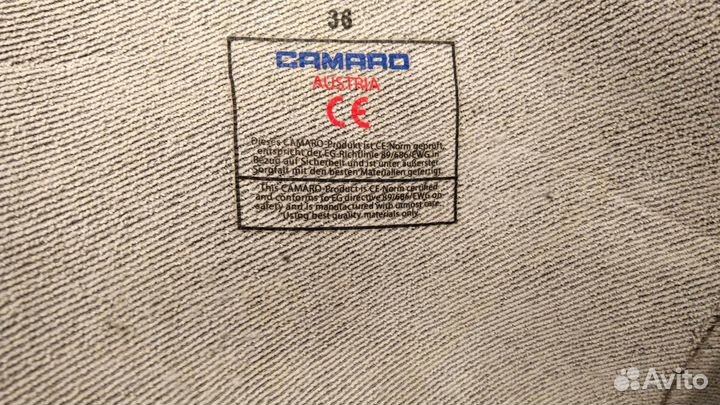 36
CAMARO
AUSTRIA
CE
Dieses CAMARO-Produkt ist CE-Norm geprüft,
entspricht der EG-Richtlinie 89/686/EWG in
Bezug auf Sicherheit und ist unter äußerster
Sorgfalt mit den besten Materialien gefertigt.
This CAMARO-Product is CE-Norm certified
and conforms to EG directive 89/686/EWG on
safety and is manufactured with utmost care.
Using best quality materials only.
Avito